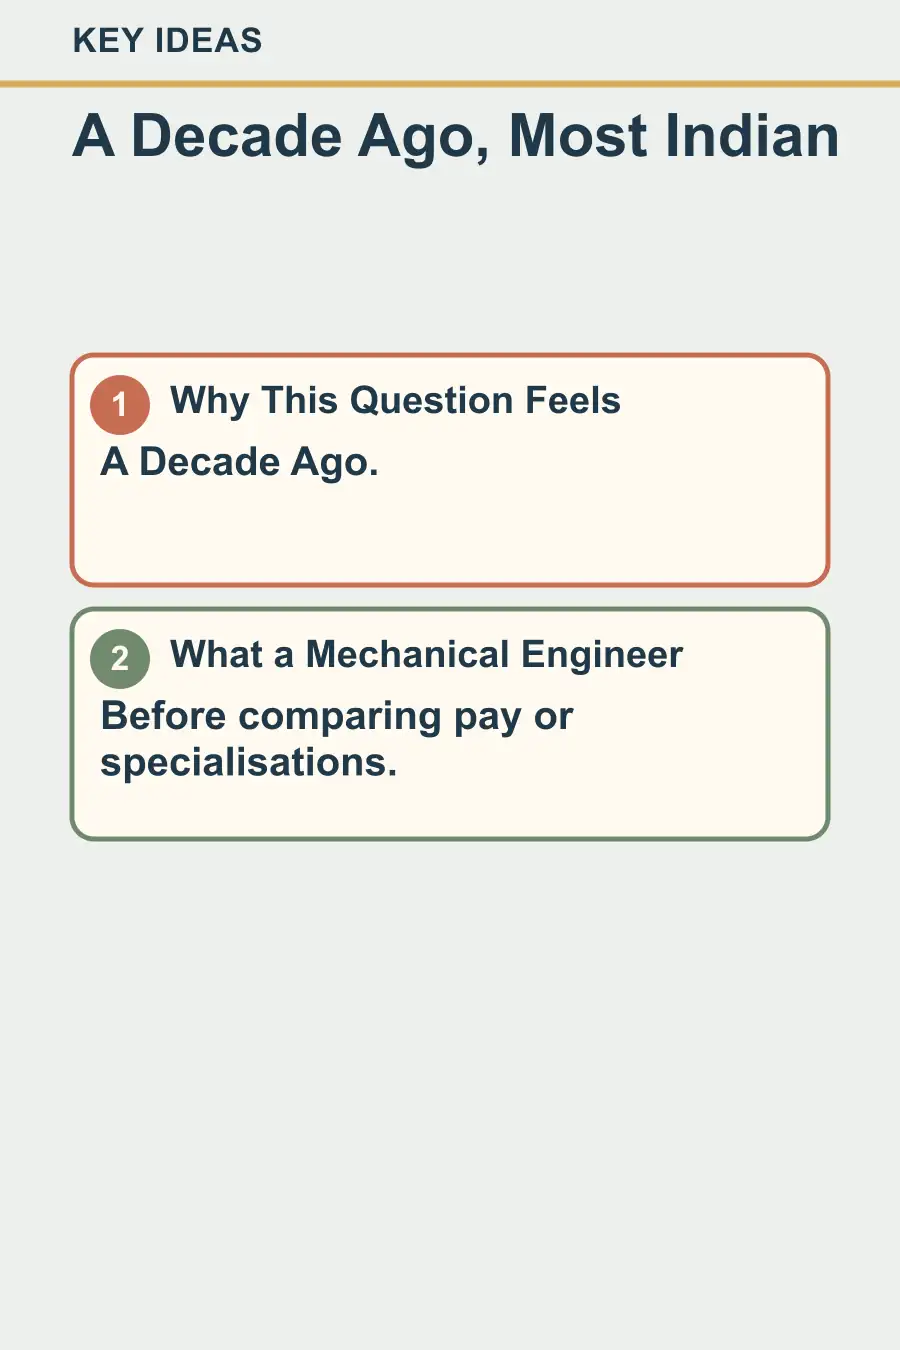 KEY IDEAS
A Decade Ago, Most Indian
1
Why This Question Feels
A Decade Ago.
2
What a Mechanical Engineer
Before comparing pay or
specialisations.